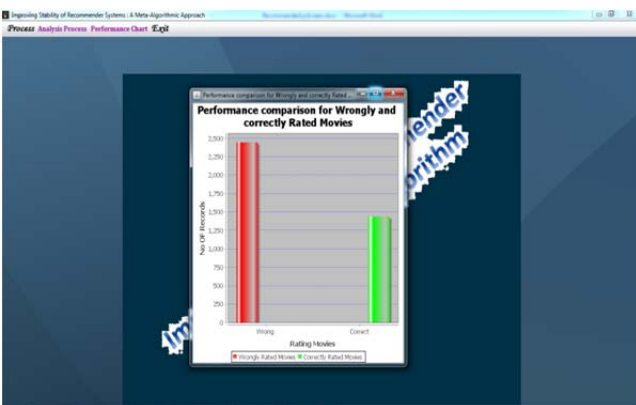 Improving Stability of Recommender Systems : A Meta-Algorithmic Approach
Process Analysis Process Performance Chart Exit
Performance comparison for Wrongly and correctly Rated ...
Performance comparison for Wrongly and
correctly Rated Movies
2,500
2,250
2,000
1,750
1,500
1,250
1,000
750
500
250
0
No OF Records
Wrong Correct
Rating Movies
Wrongly Rated Movies Correctly Rated Movies
mender
orithm
Im